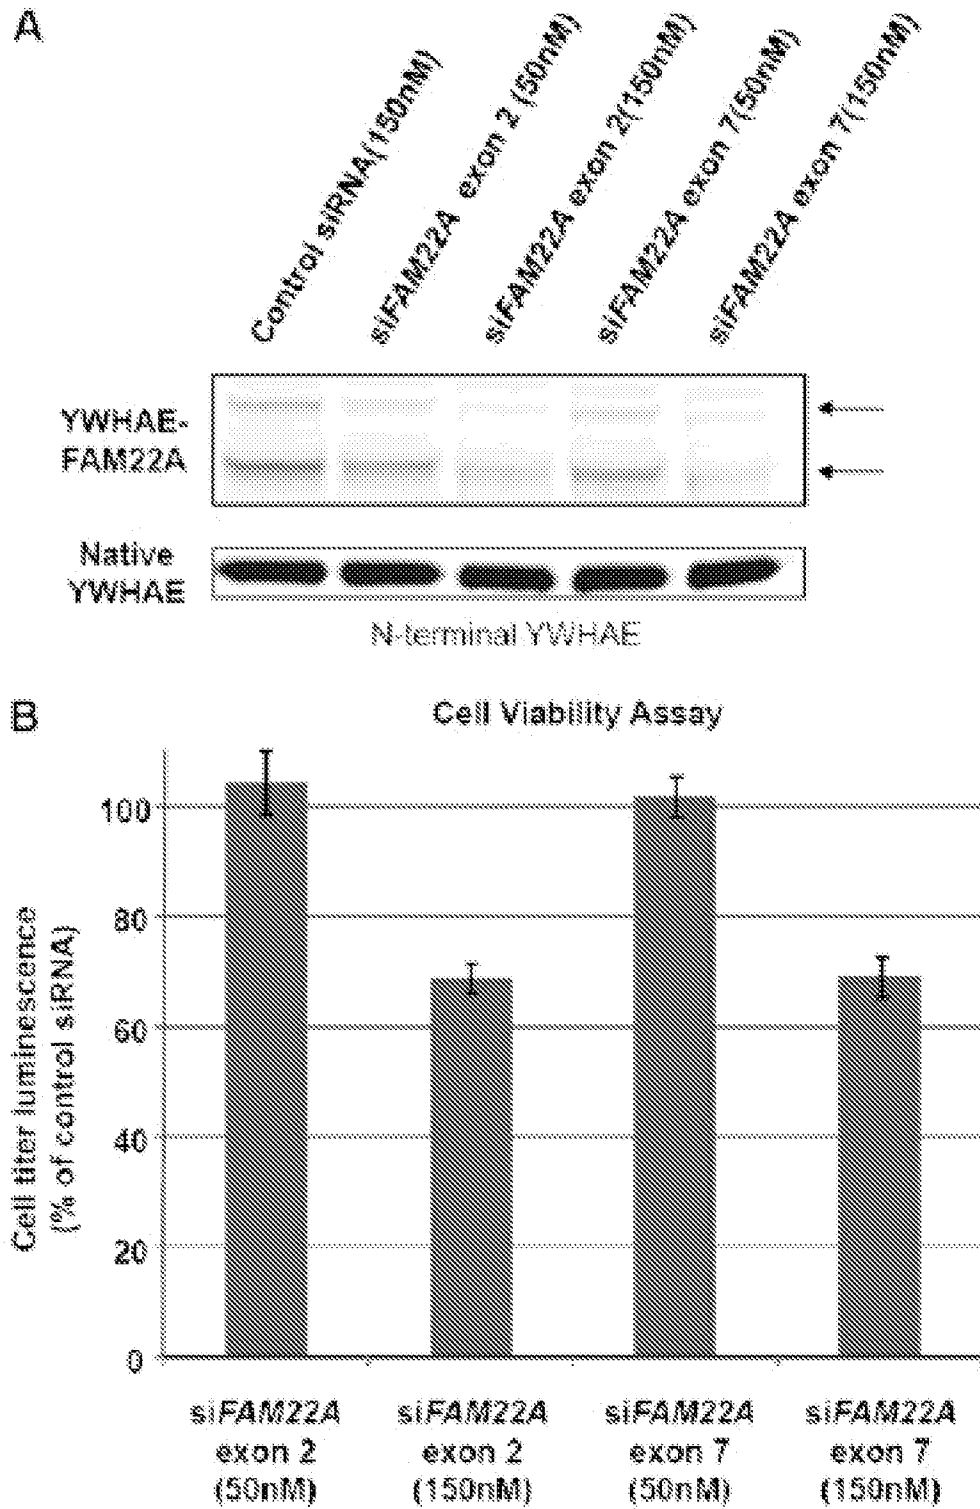 A
Control siRNA(150nM)
siFAM22A exon 2 (50nM)
siFAM22A exon 2(150nM)
siFAM22A exon 7(50nM)
siFAM22A exon 7(150nM)
YWHAE-
FAM22A
Native
YWHAE
N-terminal YWHAE
B
Cell Viability Assay
Cell titer luminescence
(% of control siRNA)
100
80
60
40
20
0
siFAM22A
exon 2
(50nM)
siFAM22A
exon 2
(150nM)
siFAM22A
exon 7
(50nM)
siFAM22A
exon 7
(150nM)